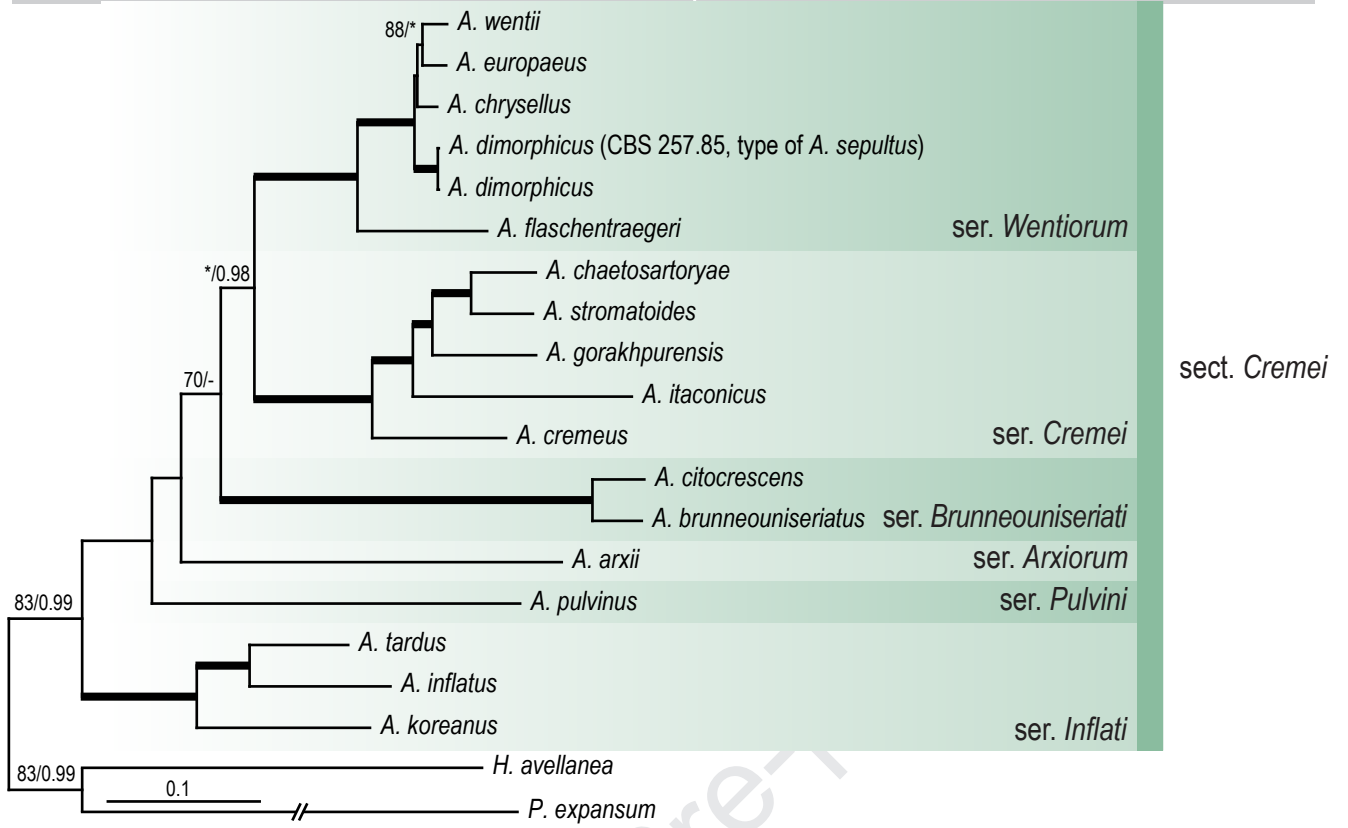 88/*
A. wentii
A. europaeus
A. chrysellus
A. dimorphicus (CBS 257.85, type of A. sepultus)
A. dimorphicus
A. flaschentraegeri
ser. Wentiorum
*/0.98
A. chaetosartoryae
A. stromatoides
A. gorakhpurensis
sect. Cremei
70/-
A. itaconicus
A. cremeus
ser. Cremei
A. citocrescens
A. brunneouniseriatus
ser. Brunneouniseriati
A. arxii
ser. Arxiorum
83/0.99
A. pulvinus
ser. Pulvini
A. tardus
A. inflatus
A. koreanus
ser. Inflati
83/0.99
H. avellanea
0.1
P. expansum